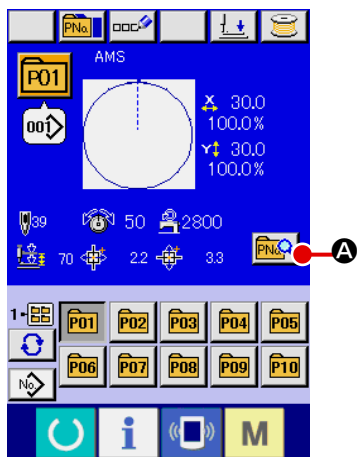 PNo.
AMS
P01
001
X 30.0
100.0%
Y 30.0
100.0%
39 50 2800
70 2.2 3.3
PNo.
A
1-
P01 P02 P03 P04 P05
P06 P07 P08 P09 P10
No.
i M